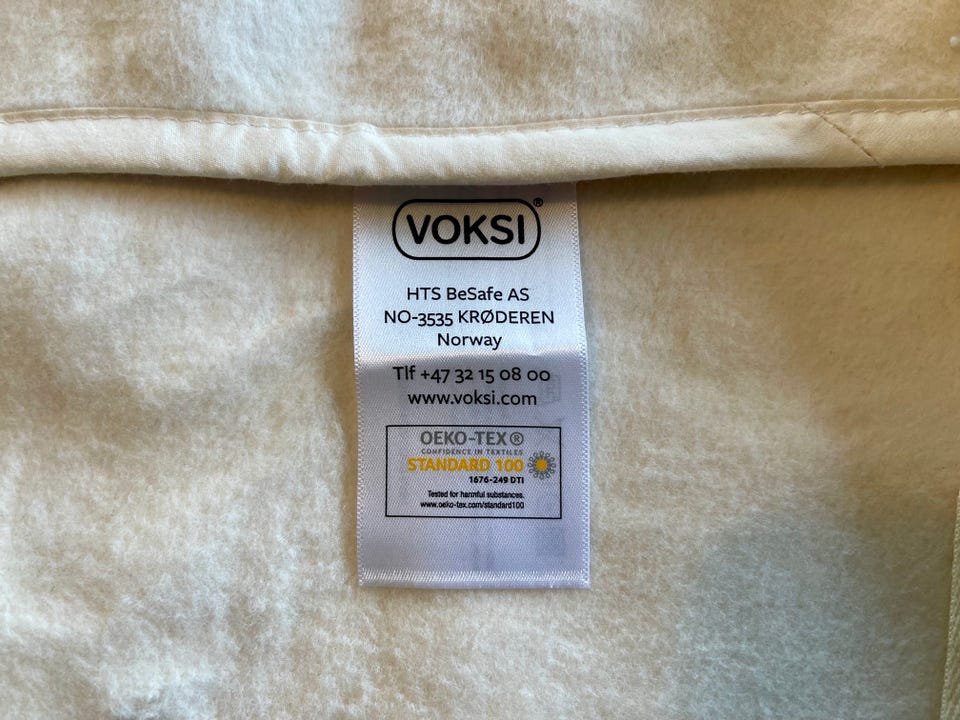 VOKSI®
HTS BeSafe AS
NO-3535 KRØDEREN
Norway
Tlf +47 32 15 08 00
www.voksi.com
OEKO-TEX®
CONFIDENCE IN TEXTILES
STANDARD 100
1676-249 DTI
Tested for harmful substances.
www.oeko-tex.com/standard100